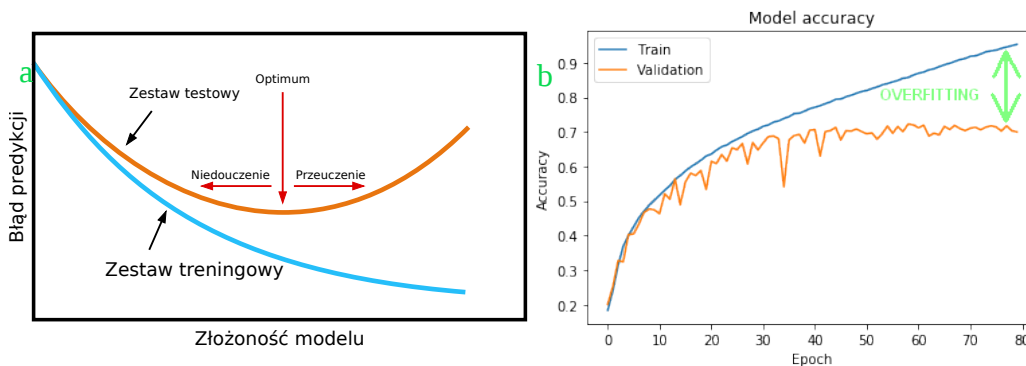 a
Błąd predykcji
Zestaw testowy
Optimum
Niedouczenie
Przeuczenie
Zestaw treningowy
Złożoność modelu
b
Model accuracy
Train
Validation
OVERFITTING
Accuracy
0.9
0.8
0.7
0.6
0.5
0.4
0.3
0.2
0 10 20 30 40 50 60 70 80
Epoch